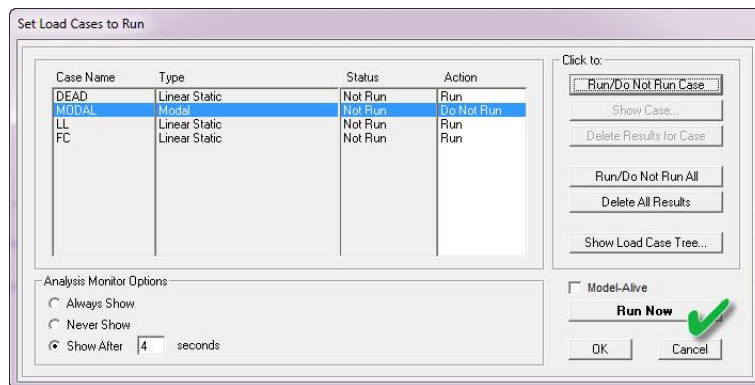 Set Load Cases to Run
Click to:
Case Name Type Status Action
DEAD Linear Static Not Run Run
MODAL Modal Not Run Do Not Run
LL Linear Static Not Run Run
FC Linear Static Not Run Run
Run/Do Not Run Case
Show Case...
Delete Results for Case
Run/Do Not Run All
Delete All Results
Show Load Case Tree...
Analysis Monitor Options
Always Show
Never Show
Show After 4 seconds
Model-Alive
Run Now
OK Cancel